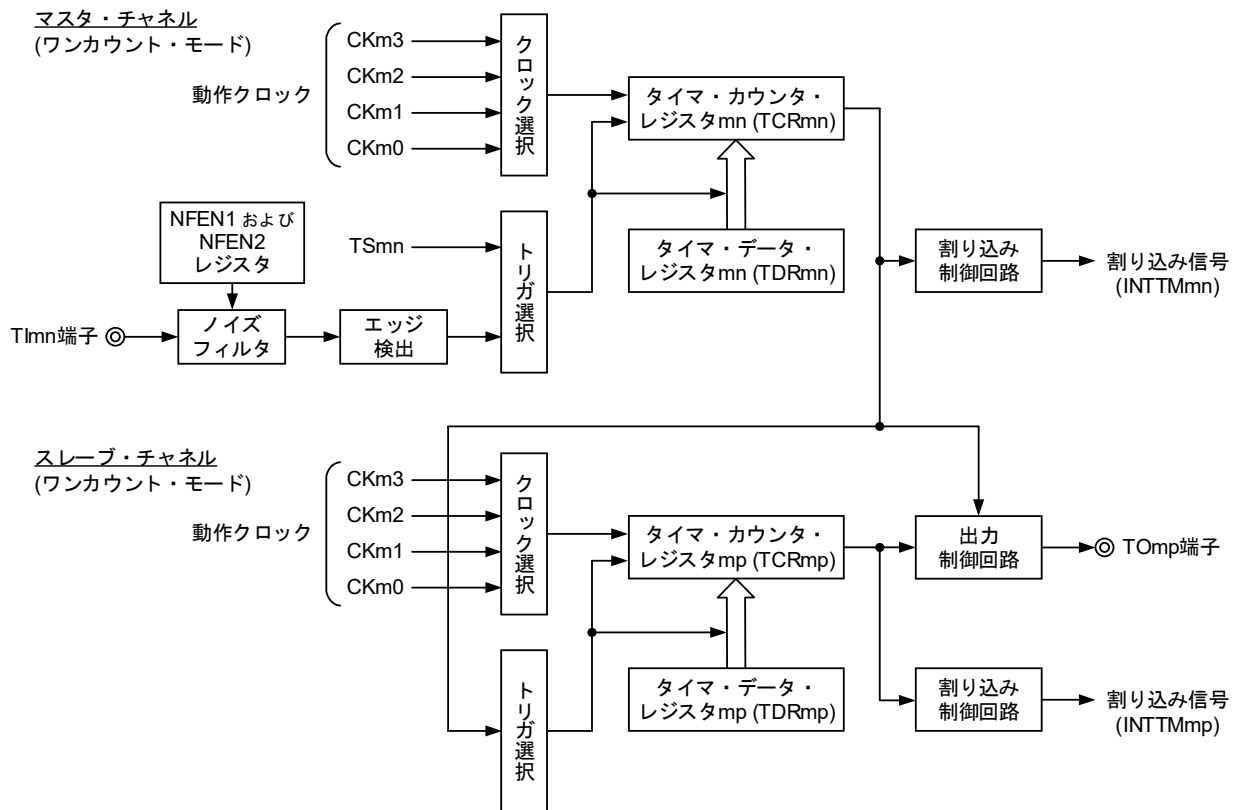 マスタ・チャネル
(ワンカウント・モード)
動作クロック
CKm3
CKm2
CKm1
CKm0
クロック選択
タイマ・カウンタ・
レジスタmn (TCRmn)
NFEN1 および
NFEN2
レジスタ
TSmn
トリガ選択
タイマ・データ・
レジスタmn (TDRmn)
割り込み
制御回路
割り込み信号
(INTTMmn)
TImn端子
ノイズ
フィルタ
エッジ
検出
スレーブ・チャネル
(ワンカウント・モード)
動作クロック
CKm3
CKm2
CKm1
CKm0
クロック選択
タイマ・カウンタ・
レジスタmp (TCRmp)
出力
制御回路
TOmp端子
トリガ選択
タイマ・データ・
レジスタmp (TDRmp)
割り込み
制御回路
割り込み信号
(INTTMmp)